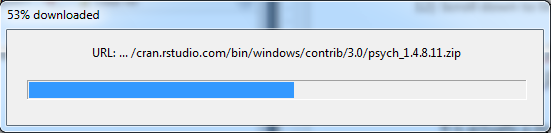 53% downloaded
URL: ... /cran.rstudio.com/bin/windows/contrib/3.0/psych_1.4.8.11.zip